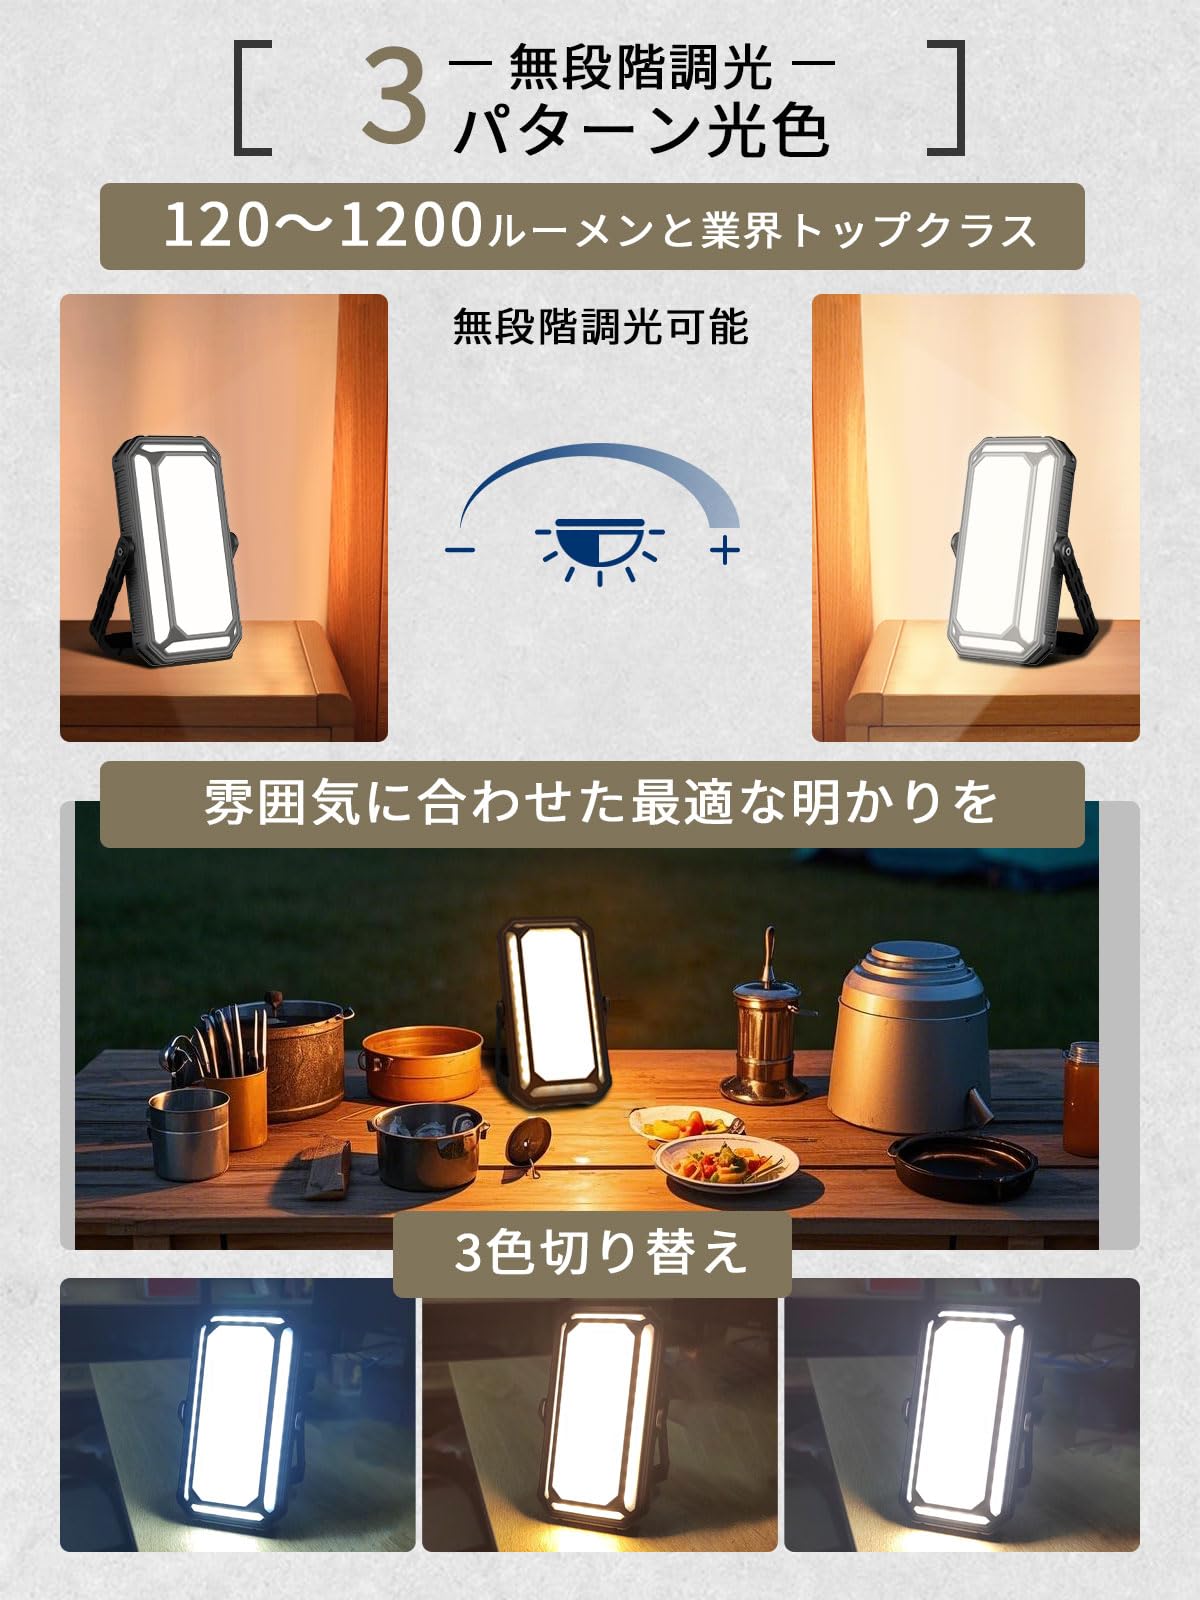 3
無段階調光
パターン光色
120～1200ルーメンと業界トップクラス
無段階調光可能
− +
雰囲気に合わせた最適な明かりを
3色切り替え